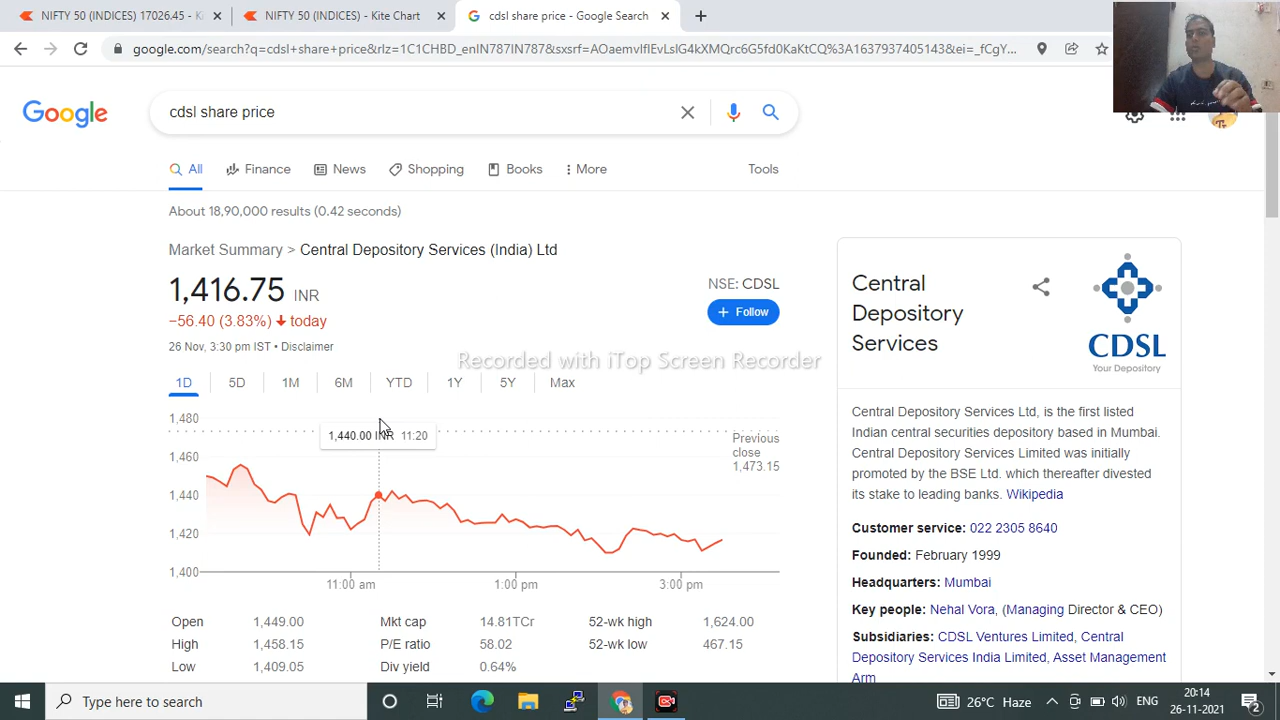 NIFTY 50 (INDICES) 17026.45 - K
NIFTY 50 (INDICES) - Kite Chart
cdsl share price - Google Search
google.com/search?q=cdsl+share+price&rlz=1C1CHBD_enIN787IN787&sxsrf=AOaemvIfIEvLslG4kXMQrc6G5fd0KaKtCQ%3A1637937405143&ei=_fCgY...
Google
cdsl share price
All
Finance
News
Shopping
Books
More
Tools
About 18,90,000 results (0.42 seconds)
Market Summary > Central Depository Services (India) Ltd
1,416.75 INR
−56.40 (3.83%) today
26 Nov, 3:30 pm IST • Disclaimer
NSE: CDSL
+ Follow
Recorded with iTop Screen Recorder
1D 5D 1M 6M YTD 1Y 5Y Max
1,480
1,460
1,440
1,420
1,400
1,440.00 INR 11:20
Previous
close
1,473.15
11:00 am 1:00 pm 3:00 pm
Open 1,449.00 Mkt cap 14.81TCr 52-wk high 1,624.00
High 1,458.15 P/E ratio 58.02 52-wk low 467.15
Low 1,409.05 Div yield 0.64%
Central
Depository
Services
CDSL
Your Depository
Central Depository Services Ltd, is the first listed
Indian central securities depository based in Mumbai.
Central Depository Services Limited was initially
promoted by the BSE Ltd. which thereafter divested
its stake to leading banks. Wikipedia
Customer service: 022 2305 8640
Founded: February 1999
Headquarters: Mumbai
Key people: Nehal Vora, (Managing Director & CEO)
Subsidiaries: CDSL Ventures Limited, Central
Depository Services India Limited, Asset Management
Arm
Type here to search
26°C Haze
ENG
20:14
26-11-2021
2